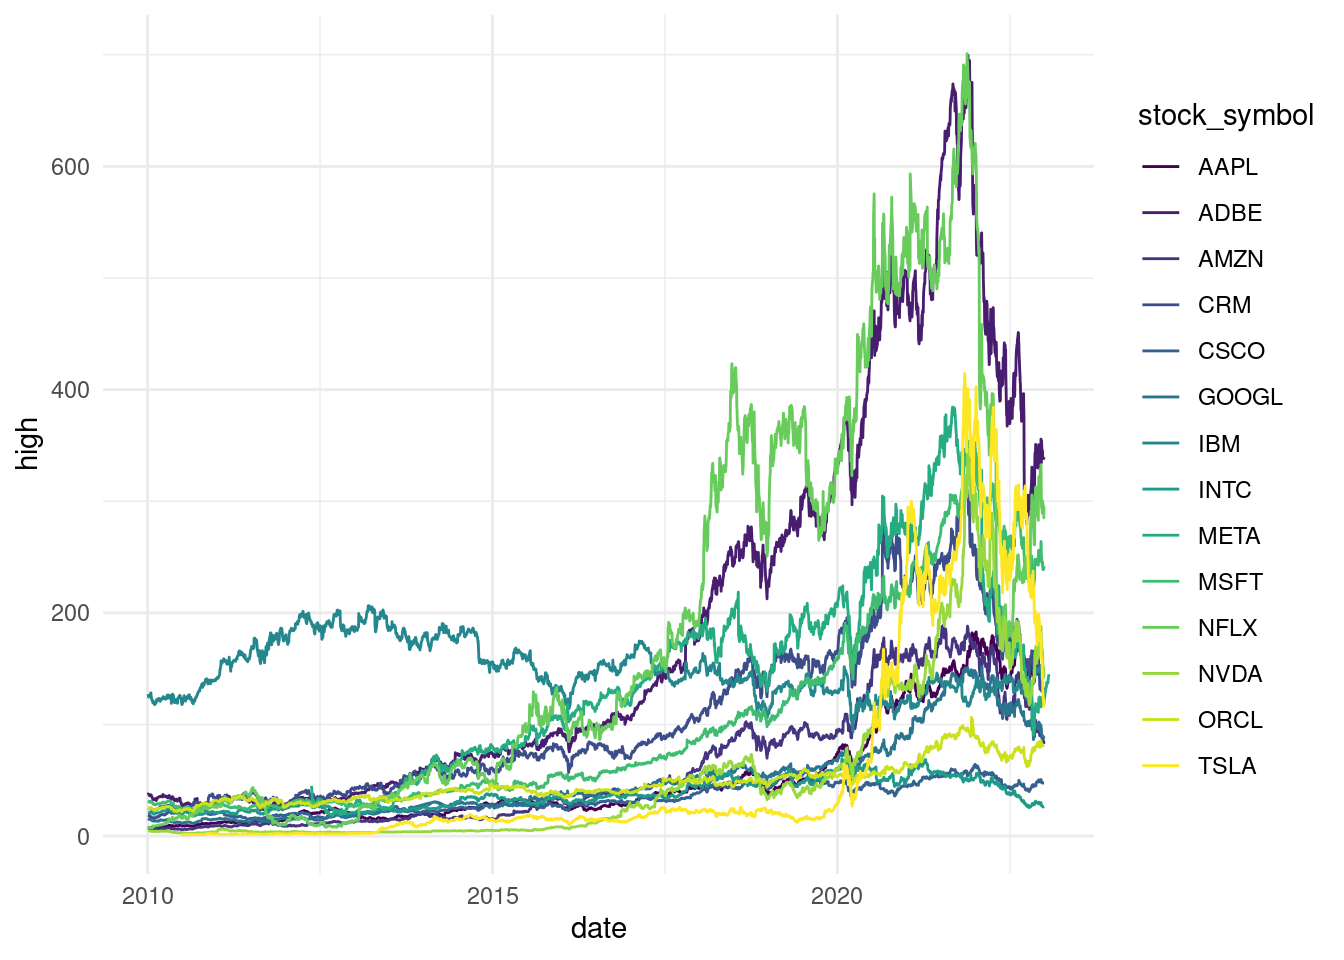 high
600
400
200
0
2010
2015
2020
date
stock_symbol
AAPL
ADBE
AMZN
CRM
CSCO
GOOGL
IBM
INTC
META
MSFT
NFLX
NVDA
ORCL
TSLA